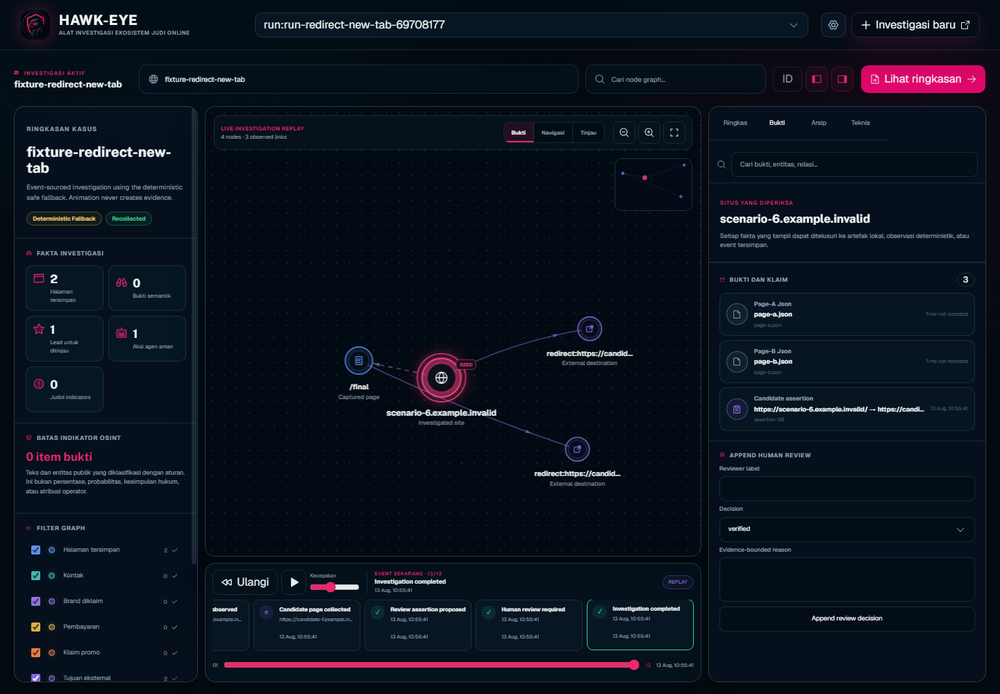 HAWK-EYE
ALAT INVESTIGASI EKOSISTEM JUDI ONLINE
run:run-redirect-new-tab-69708177
Investigasi baru
INVESTIGASI AKTIF
fixture-redirect-new-tab
fixture-redirect-new-tab
Cari node graph...
ID
Lihat ringkasan
RINGKASAN KASUS
fixture-redirect-new-
tab
Event-sourced investigation using the deterministic
safe fallback. Animation never creates evidence.
Deterministic Fallback
Recollected
FAKTA INVESTIGASI
2
Halaman
tersimpan
0
Bukti semantik
1
Lead untuk
ditinjau
1
Aksi agen aman
0
Judol indicators
BATAS INDIKATOR OSINT
0 item bukti
Teks dan entitas publik yang diklasifikasi dengan aturan.
Ini bukan persentase, probabilitas, kesimpulan hukum,
atau atribusi operator.
FILTER GRAPH
Halaman tersimpan 2
Kontak 0
Brand diklaim 0
Pembayaran 0
Klaim promo 0
Tujuan eksternal 2
LIVE INVESTIGATION REPLAY
4 nodes · 3 observed links
Bukti
Navigasi
Tinjau
SEED
redirect:https://candid...
External destination
/final
Captured page
scenario-6.example.invalid
Investigated site
redirect:https://candid...
External destination
Ulangi
Kecepatan
EVENT SEKARANG · 13/13
Investigation completed
13 Aug, 10:55:41
REPLAY
observed
.example.in...
Candidate page collected
https://candidate-f.example.in...
13 Aug, 10:55:41
Review assertion proposed
13 Aug, 10:55:41
13 Aug, 10:55:41
Human review required
13 Aug, 10:55:41
13 Aug, 10:55:41
Investigation completed
13 Aug, 10:55:41
13 Aug, 10:55:41
01
13
13 Aug, 10:55:41
Ringkas
Bukti
Arsip
Teknis
Cari bukti, entitas, relasi...
SITUS YANG DIPERIKSA
scenario-6.example.invalid
Setiap fakta yang tampil dapat ditelusuri ke artefak lokal, observasi deterministik, atau
event tersimpan.
BUKTI DAN KLAIM
3
Page-A Json
page-a.json
page-a.json
Time not recorded
Page-B Json
page-b.json
page-b.json
Time not recorded
Candidate assertion
https://scenario-6.example.invalid/ → https://candi...
assertion-06
13 Aug, 10:55:41
APPEND HUMAN REVIEW
Reviewer label
Decision
verified
Evidence-bounded reason
Append review decision